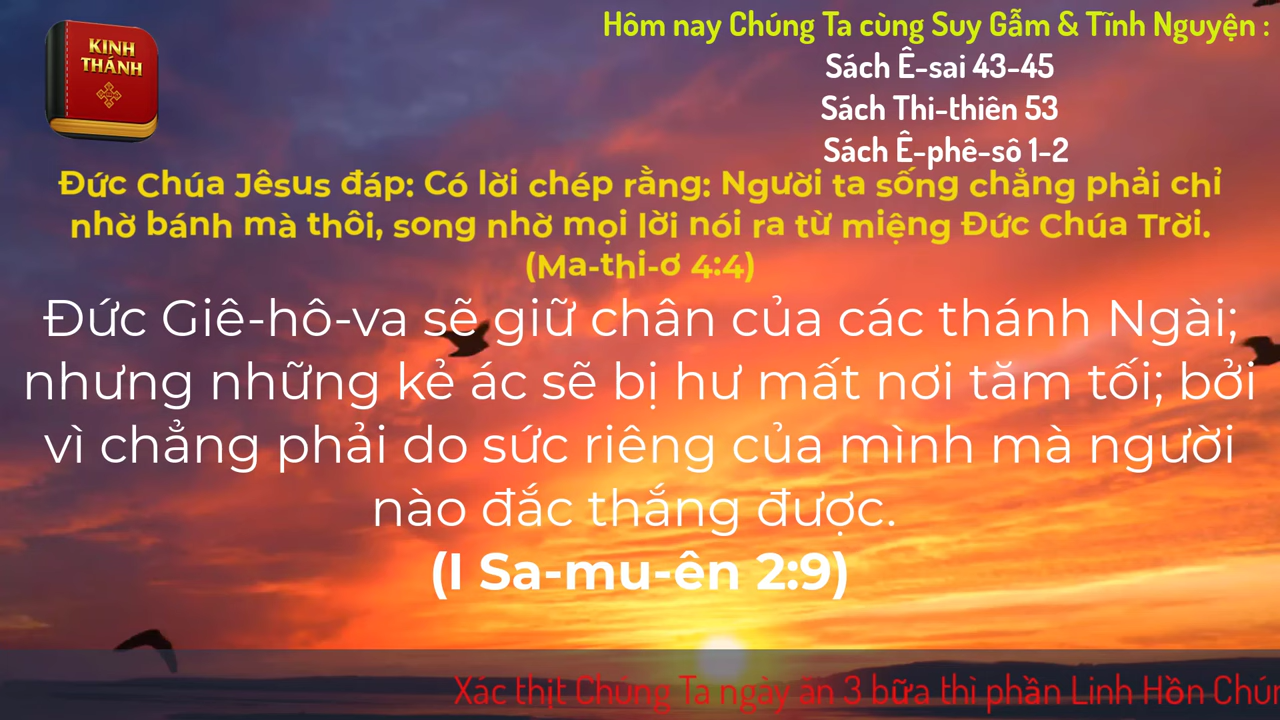 KINH
THÁNH
Hôm nay Chúng Ta cùng Suy Gẫm & Tĩnh Nguyện :
Sách Ê-sai 43-45
Sách Thi-thiên 53
Sách Ê-phê-sô 1-2
Đức Chúa Jêsus đáp: Có lời chép rằng: Người ta sống chẳng phải chỉ
nhờ bánh mà thôi, song nhờ mọi lời nói ra từ miệng Đức Chúa Trời.
(Ma-thi-ơ 4:4)
Đức Giê-hô-va sẽ giữ chân của các thánh Ngài;
nhưng những kẻ ác sẽ bị hư mất nơi tăm tối; bởi
vì chẳng phải do sức riêng của mình mà người
nào đắc thắng được.
(I Sa-mu-ên 2:9)
Xác thịt Chúng Ta ngày ăn 3 bữa thì phần Linh Hồn